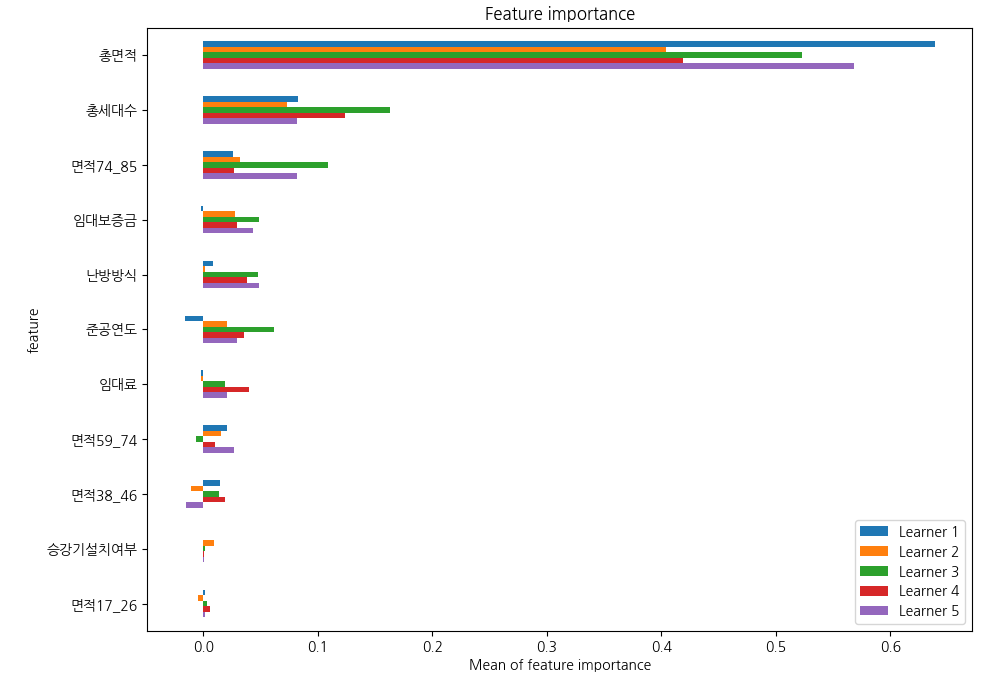 Feature importance
총면적
총세대수
면적74_85
임대보증금
난방방식
준공연도
임대료
면적59_74
면적38_46
승강기설치여부
면적17_26
feature
0.0 0.1 0.2 0.3 0.4 0.5 0.6
Mean of feature importance
Learner 1
Learner 2
Learner 3
Learner 4
Learner 5